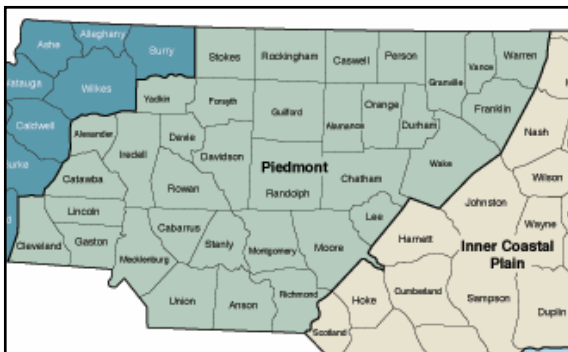 Ashe
Alleghany
Surry
Stokes
Rockingham
Caswell
Person
Granville
Vance
Warren
Wilkes
Yadkin
Forsyth
Guilford
Alamance
Orange
Durham
Franklin
Nash
Caldwell
Alexander
Iredell
Davie
Davidson
Piedmont
Wake
Wilson
Catawba
Rowan
Randolph
Chatham
Johnston
Lincoln
Cabarrus
Lee
Wayne
Cleveland
Gaston
Mecklenburg
Stanly
Montgomery
Moore
Harnett
Inner Coastal
Plain
Union
Anson
Richmond
Hoke
Cumberland
Sampson
Duplin
Scotland